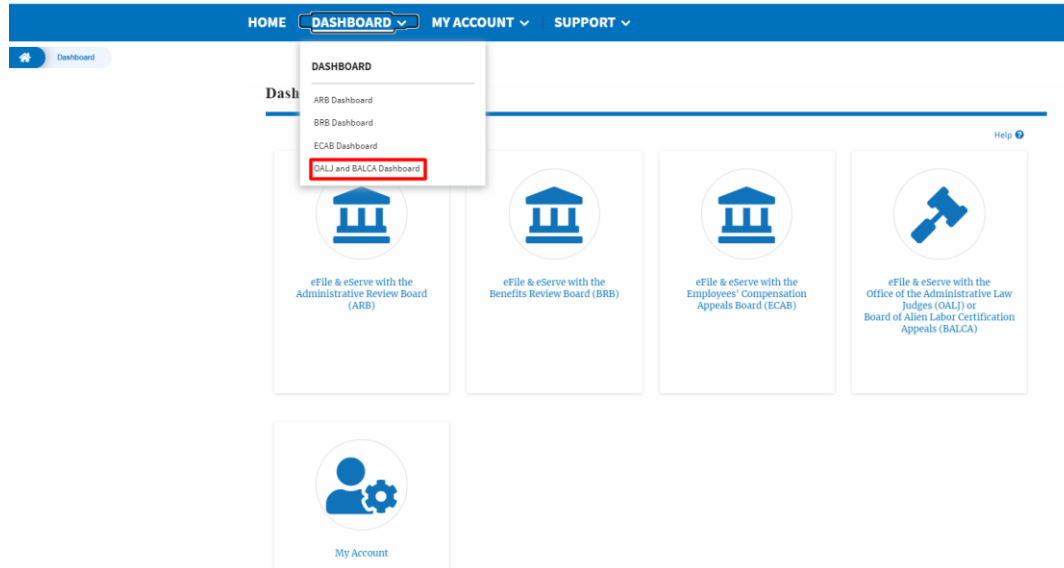 HOME DASHBOARD MY ACCOUNT SUPPORT
Dashboard
DASHBOARD
ARB Dashboard
BRB Dashboard
ECAB Dashboard
OALJ and BALCA Dashboard
Dash
Help
eFile & eServe with the
Administrative Review Board
(ARB)
eFile & eServe with the
Benefits Review Board (BRB)
eFile & eServe with the
Employees' Compensation
Appeals Board (ECAB)
eFile & eServe with the
Office of the Administrative Law
Judges (OALJ) or
Board of Alien Labor Certification
Appeals (BALCA)
My Account